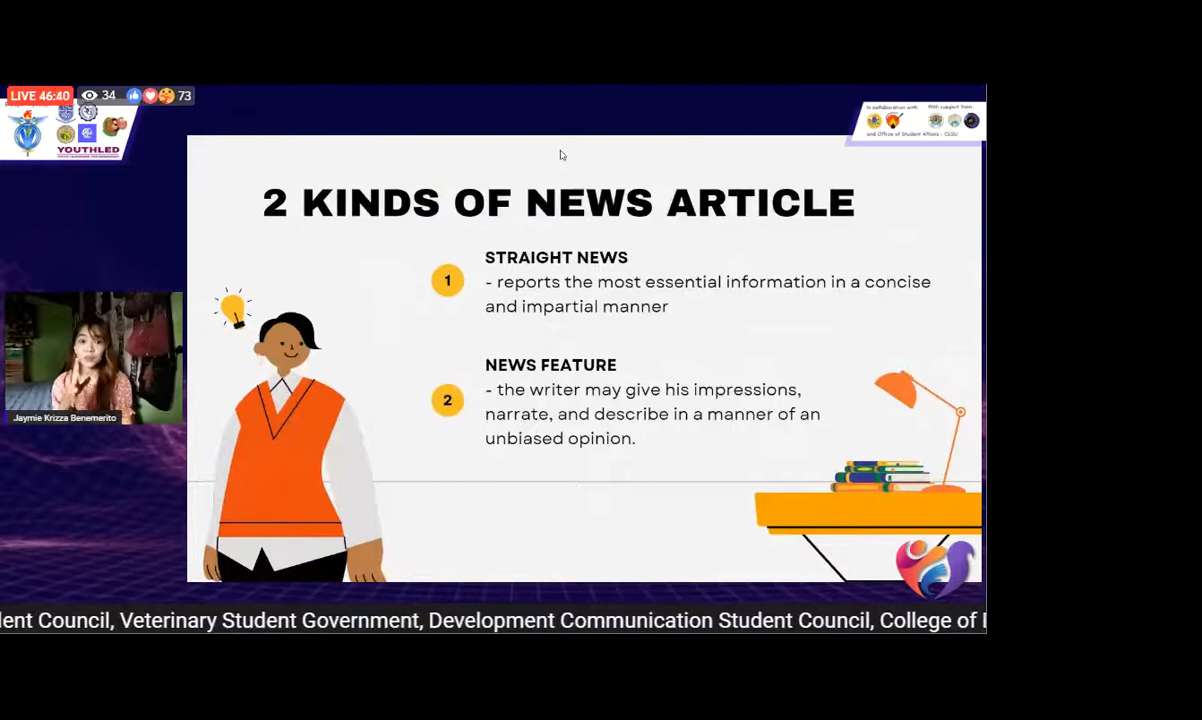 LIVE 46:40 34 73
YOUTHLED
In collaboration with: With support from:
and Office of Student Affairs - CLSU
2 KINDS OF NEWS ARTICLE
1
STRAIGHT NEWS
- reports the most essential information in a concise
and impartial manner
2
NEWS FEATURE
- the writer may give his impressions,
narrate, and describe in a manner of an
unbiased opinion.
Jaymie Krizza Benemerito
lent Council, Veterinary Student Government, Development Communication Student Council, College of